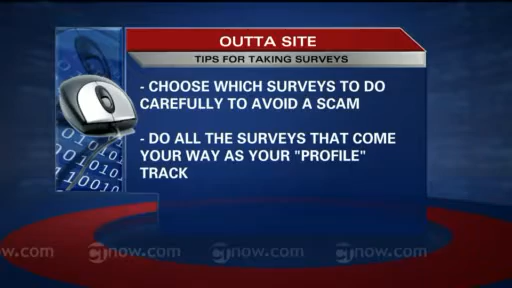 OUTTA SITE
TIPS FOR TAKING SURVEYS
- CHOOSE WHICH SURVEYS TO DO
CAREFULLY TO AVOID A SCAM
- DO ALL THE SURVEYS THAT COME
YOUR WAY AS YOUR "PROFILE"
TRACK
now.com now.com now.com now.com